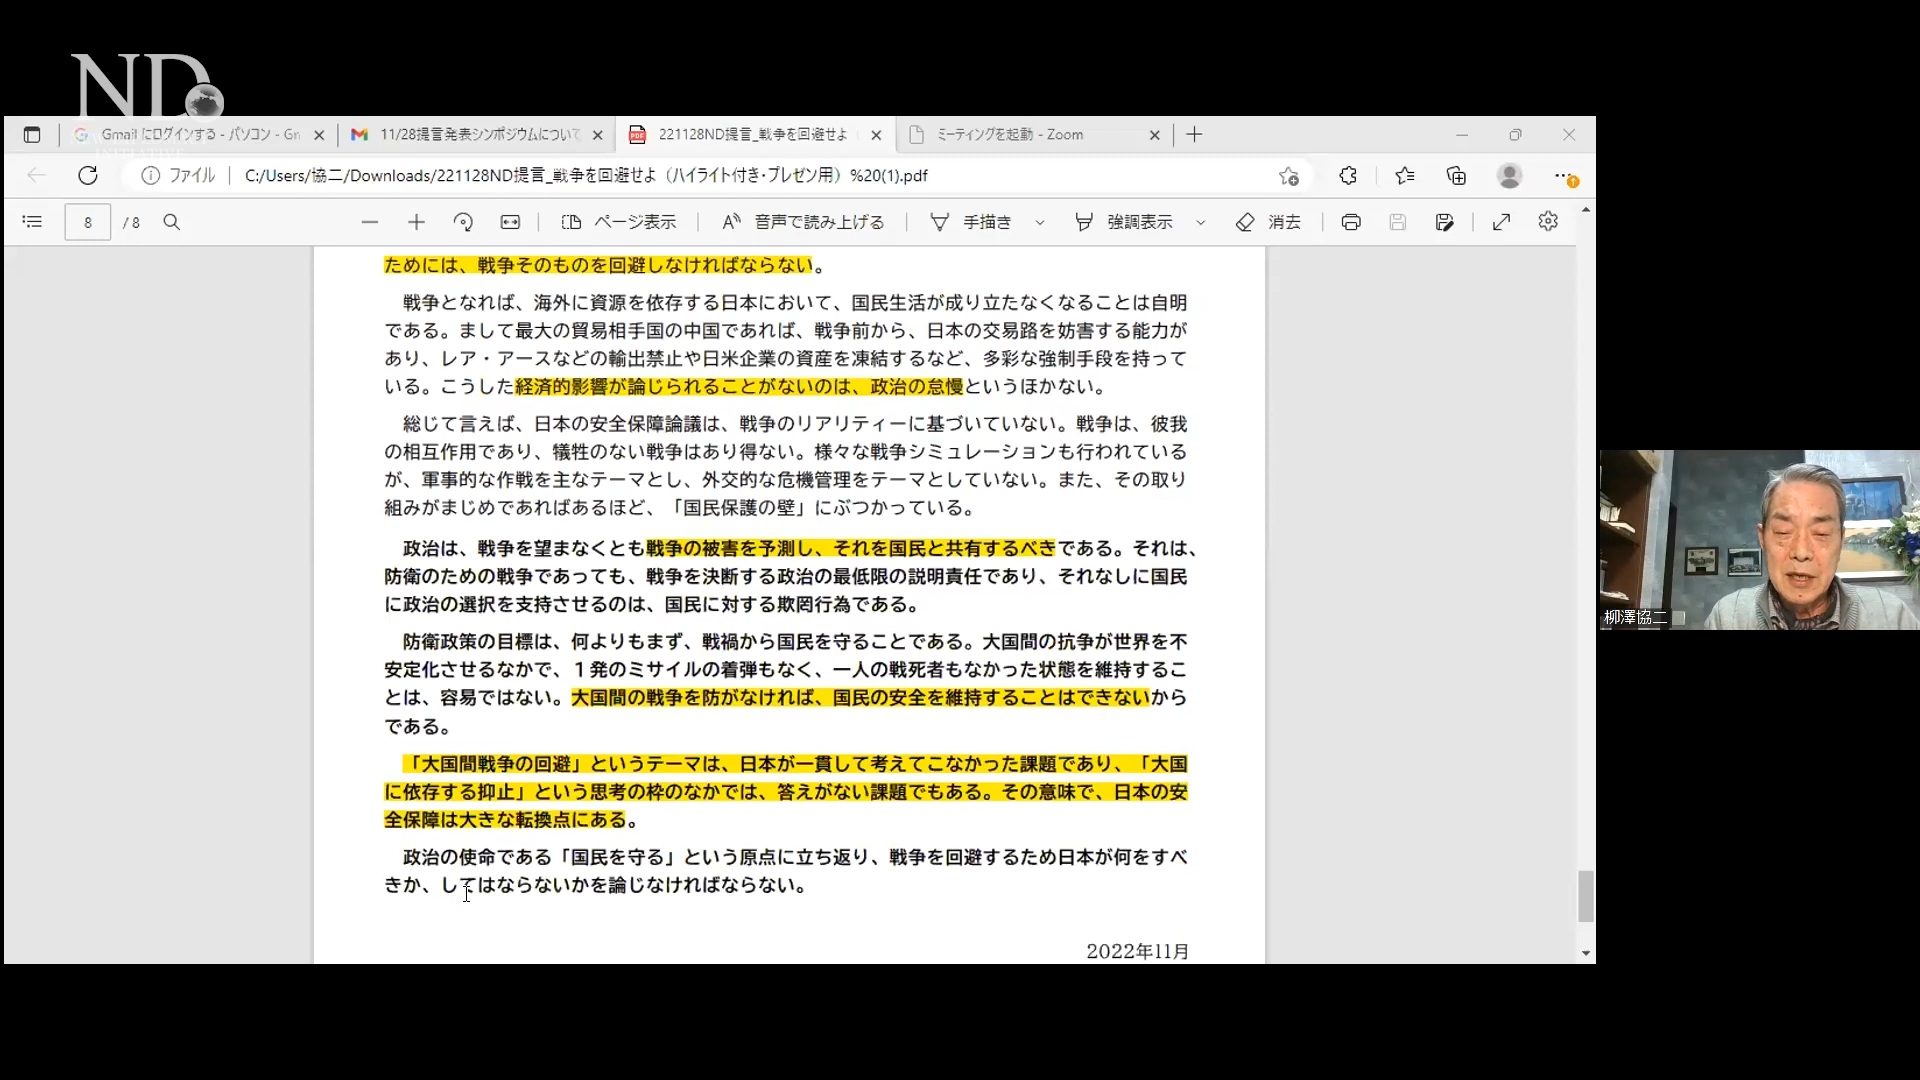 ND
Gmail にログインする - パソコン - Gm
11/28提言発表シンポジウムについて
221128ND提言_戦争を回避せよ
ミーティングを起動 - Zoom
INITIATIVE
ファイル
C:/Users/協二/Downloads/221128ND提言_戦争を回避せよ（ハイライト付き･プレゼン用）%20(1).pdf
8 / 8
ページ表示
音声で読み上げる
手描き
強調表示
消去
ためには、戦争そのものを回避しなければならない。
戦争となれば、海外に資源を依存する日本において、国民生活が成り立たなくなることは自明
である。まして最大の貿易相手国の中国であれば、戦争前から、日本の交易路を妨害する能力が
あり、レア・アースなどの輸出禁止や日米企業の資産を凍結するなど、多彩な強制手段を持って
いる。こうした経済的影響が論じられることがないのは、政治の怠慢というほかない。
総じて言えば、日本の安全保障論議は、戦争のリアリティーに基づいていない。戦争は、彼我
の相互作用であり、犠牲のない戦争はあり得ない。様々な戦争シミュレーションも行われている
が、軍事的な作戦を主なテーマとし、外交的な危機管理をテーマとしていない。また、その取り
組みがまじめであればあるほど、「国民保護の壁」にぶつかっている。
政治は、戦争を望まなくとも戦争の被害を予測し、それを国民と共有するべきである。それは、
防衛のための戦争であっても、戦争を決断する政治の最低限の説明責任であり、それなしに国民
に政治の選択を支持させるのは、国民に対する欺罔行為である。
防衛政策の目標は、何よりもまず、戦禍から国民を守ることである。大国間の抗争が世界を不
安定化させるなかで、１発のミサイルの着弾もなく、一人の戦死者もなかった状態を維持するこ
とは、容易ではない。大国間の戦争を防がなければ、国民の安全を維持することはできないから
である。
「大国間戦争の回避」というテーマは、日本が一貫して考えてこなかった課題であり、「大国
に依存する抑止」という思考の枠のなかでは、答えがない課題でもある。その意味で、日本の安
全保障は大きな転換点にある。
政治の使命である「国民を守る」という原点に立ち返り、戦争を回避するため日本が何をすべ
きか、してはならないかを論じなければならない。
2022年11月
柳澤協二